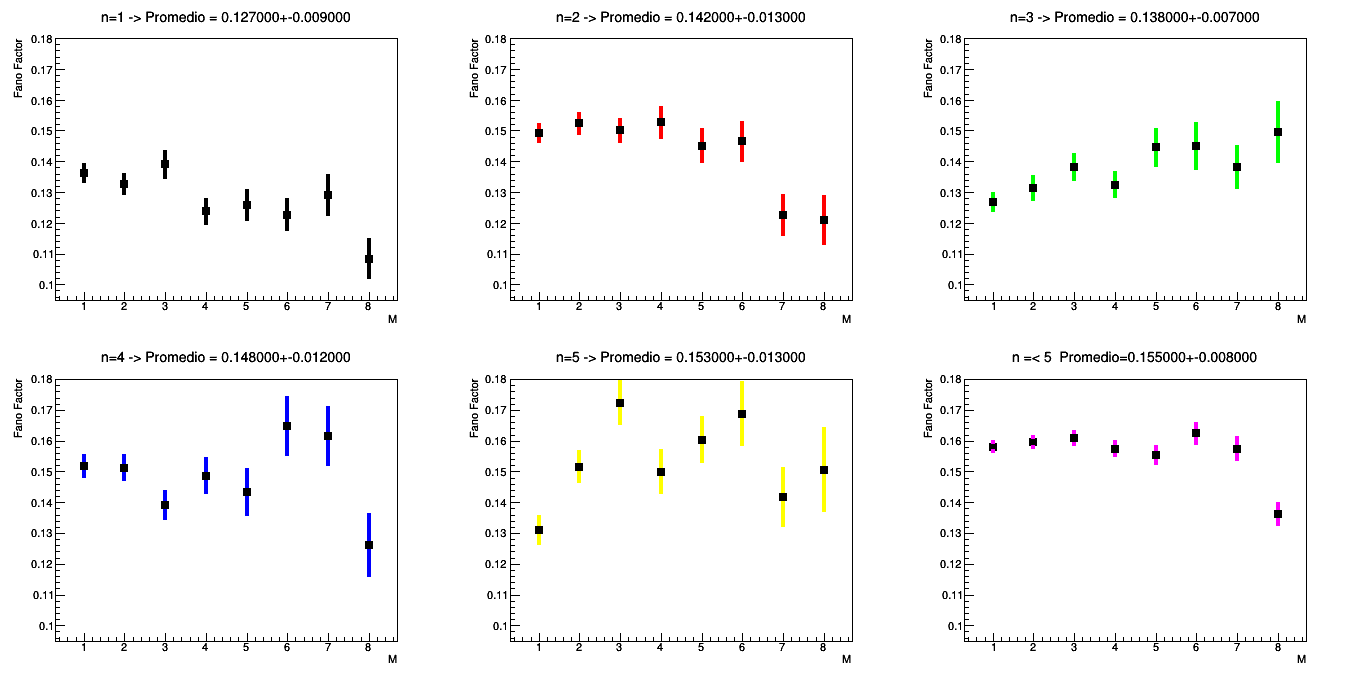 n=1 -> Promedio = 0.127000+-0.009000
Fano Factor
0.18
0.17
0.16
0.15
0.14
0.13
0.12
0.11
0.1
1 2 3 4 5 6 7 8
M
n=2 -> Promedio = 0.142000+-0.013000
Fano Factor
0.18
0.17
0.16
0.15
0.14
0.13
0.12
0.11
0.1
1 2 3 4 5 6 7 8
M
n=3 -> Promedio = 0.138000+-0.007000
Fano Factor
0.18
0.17
0.16
0.15
0.14
0.13
0.12
0.11
0.1
1 2 3 4 5 6 7 8
M
n=4 -> Promedio = 0.148000+-0.012000
Fano Factor
0.18
0.17
0.16
0.15
0.14
0.13
0.12
0.11
0.1
1 2 3 4 5 6 7 8
M
n=5 -> Promedio = 0.153000+-0.013000
Fano Factor
0.18
0.17
0.16
0.15
0.14
0.13
0.12
0.11
0.1
1 2 3 4 5 6 7 8
M
n =< 5 Promedio=0.155000+-0.008000
Fano Factor
0.18
0.17
0.16
0.15
0.14
0.13
0.12
0.11
0.1
1 2 3 4 5 6 7 8
M